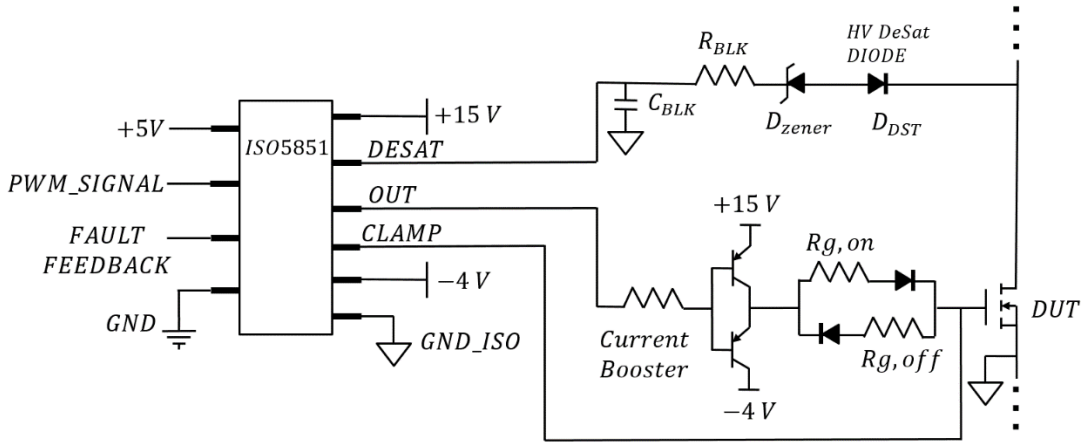 R_BLK
HV DeSat
DIODE
+15 V
C_BLK
D_zener
D_DST
+5V
ISO5851
DESAT
PWM_SIGNAL
OUT
+15 V
CLAMP
Rg,on
FAULT
FEEDBACK
−4 V
DUT
GND
GND_ISO
Current
Booster
Rg,off
−4 V